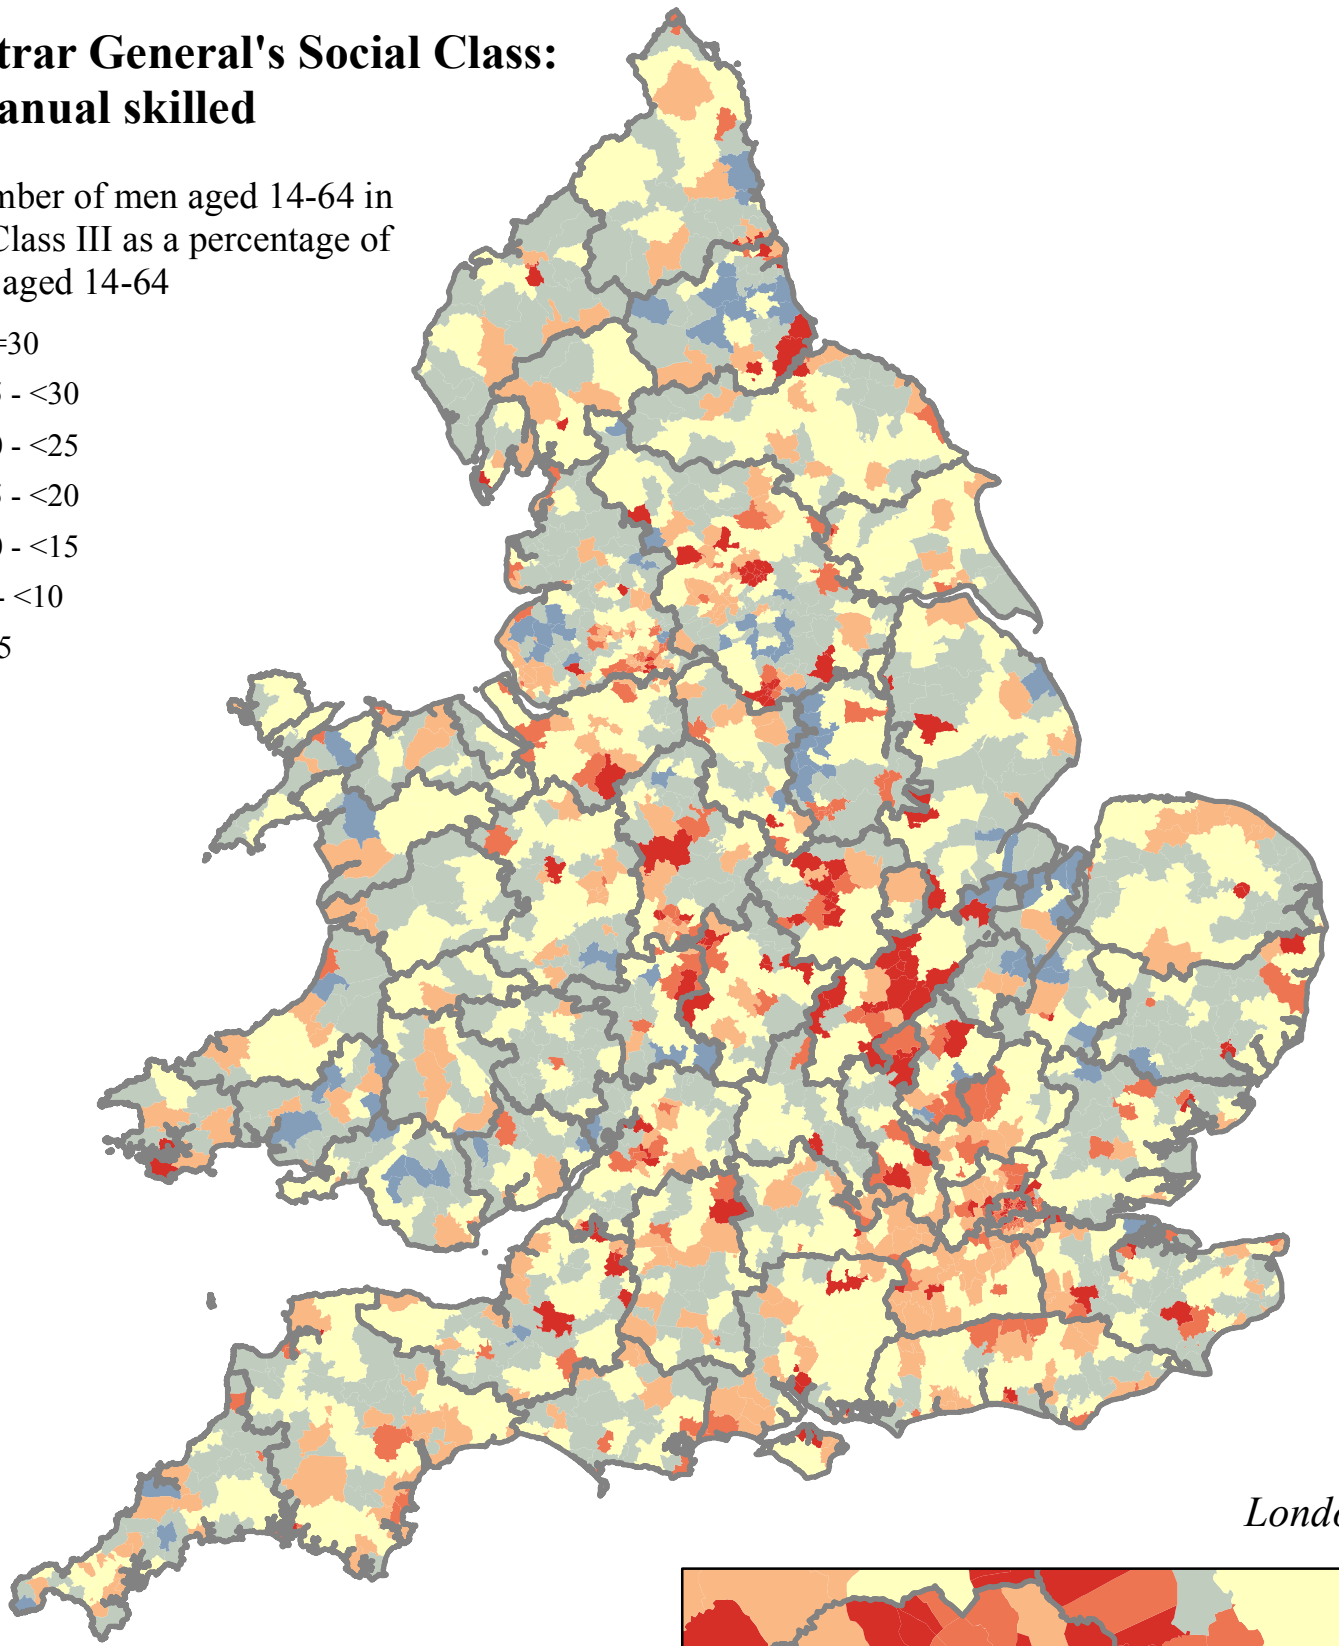 trar General's Social Class:
anual skilled
mber of men aged 14-64 in
Class III as a percentage of
aged 14-64
=30
- <30
- <25
- <20
- <15
- <10
5
Londo